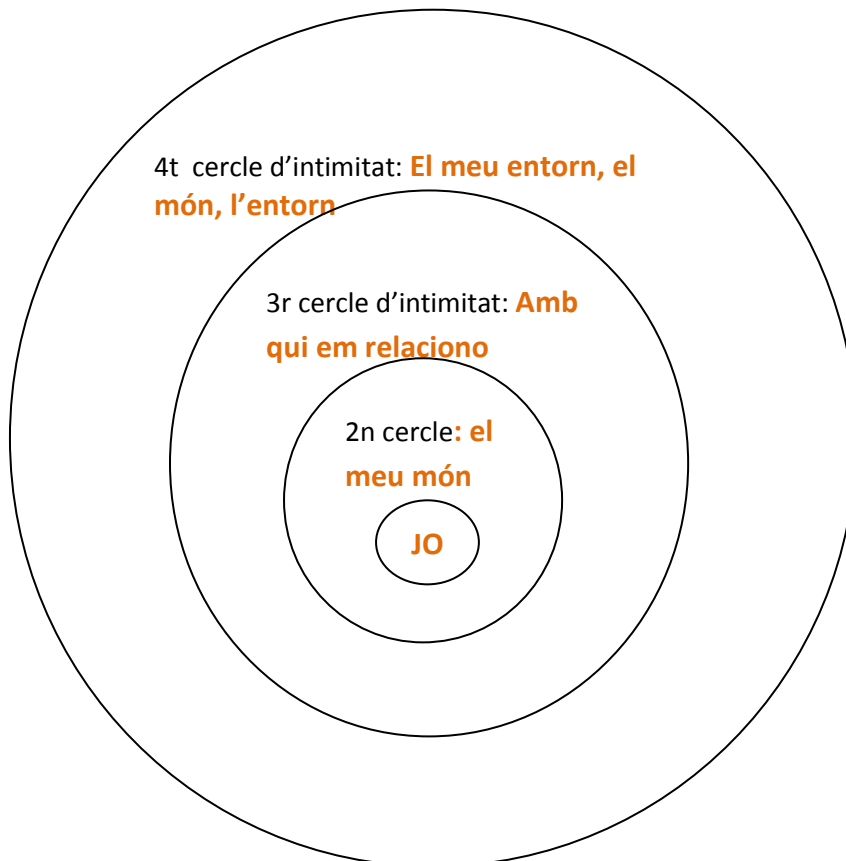 4t cercle d’intimitat: El meu entorn, el
món, l’entorn
3r cercle d’intimitat: Amb
qui em relaciono
2n cercle: el
meu món
JO